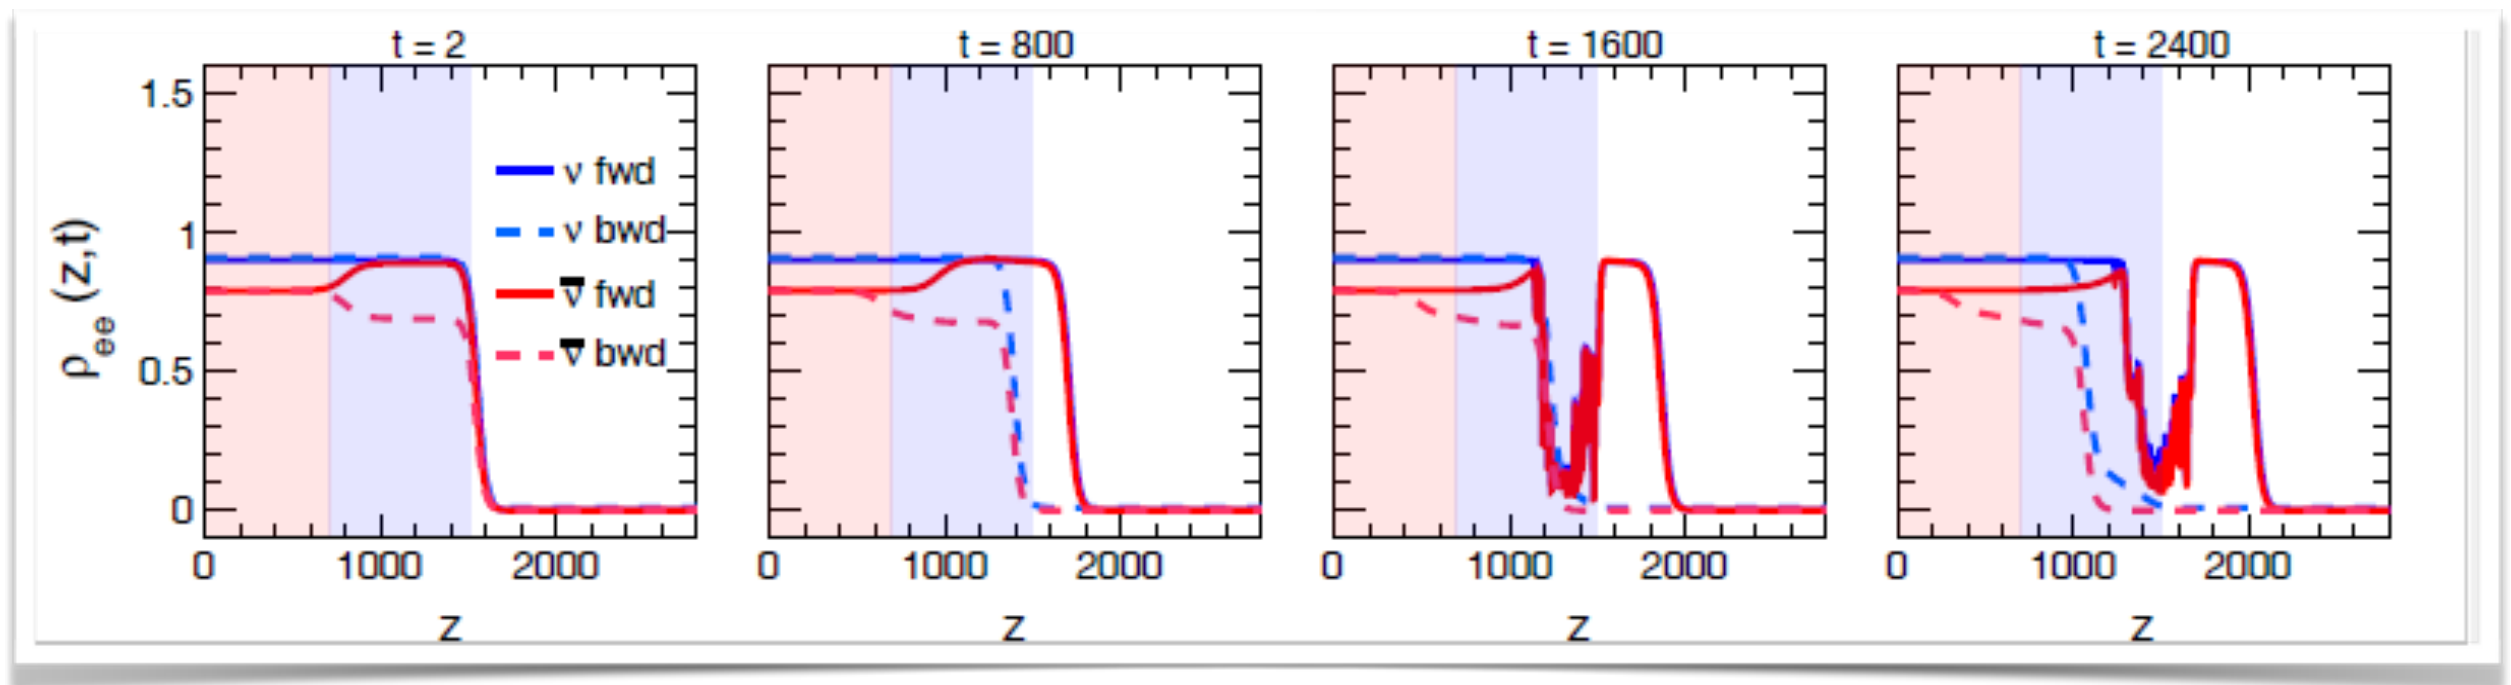 t = 2
t = 800
t = 1600
t = 2400
ρee (z,t)
1.5
1
0.5
0
ν fwd
ν bwd
ν̄ fwd
ν̄ bwd
0 1000 2000
0 1000 2000
0 1000 2000
0 1000 2000
z
z
z
z